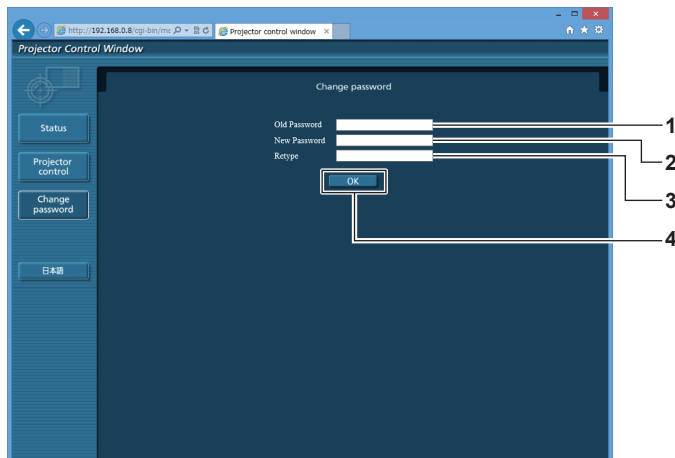 http://192.168.0.8/cgi-bin/ma
Projector control window
Projector Control Window
Change password
Old Password
1
Status
New Password
2
Retype
Projector
control
OK
3
Change
password
4
日本語